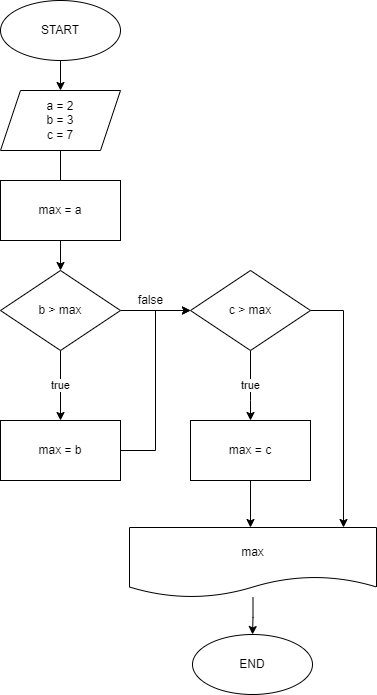 START
a = 2
b = 3
c = 7
max = a
b > max
false
c > max
true
true
max = b
max = c
max
END